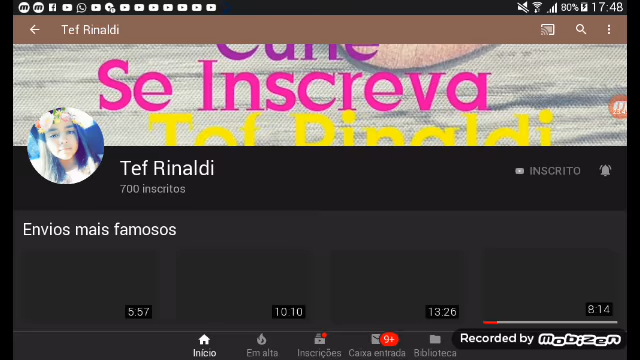 80% 17:48
Tef Rinaldi
Curte
Se Inscreva
Tef Rinaldi
Tef Rinaldi
700 inscritos
INSCRITO
Envios mais famosos
5:57
10:10
13:26
8:14
9+
Início
Em alta
Inscrições
Caixa entrada
Biblioteca
Recorded by MOBIZEN